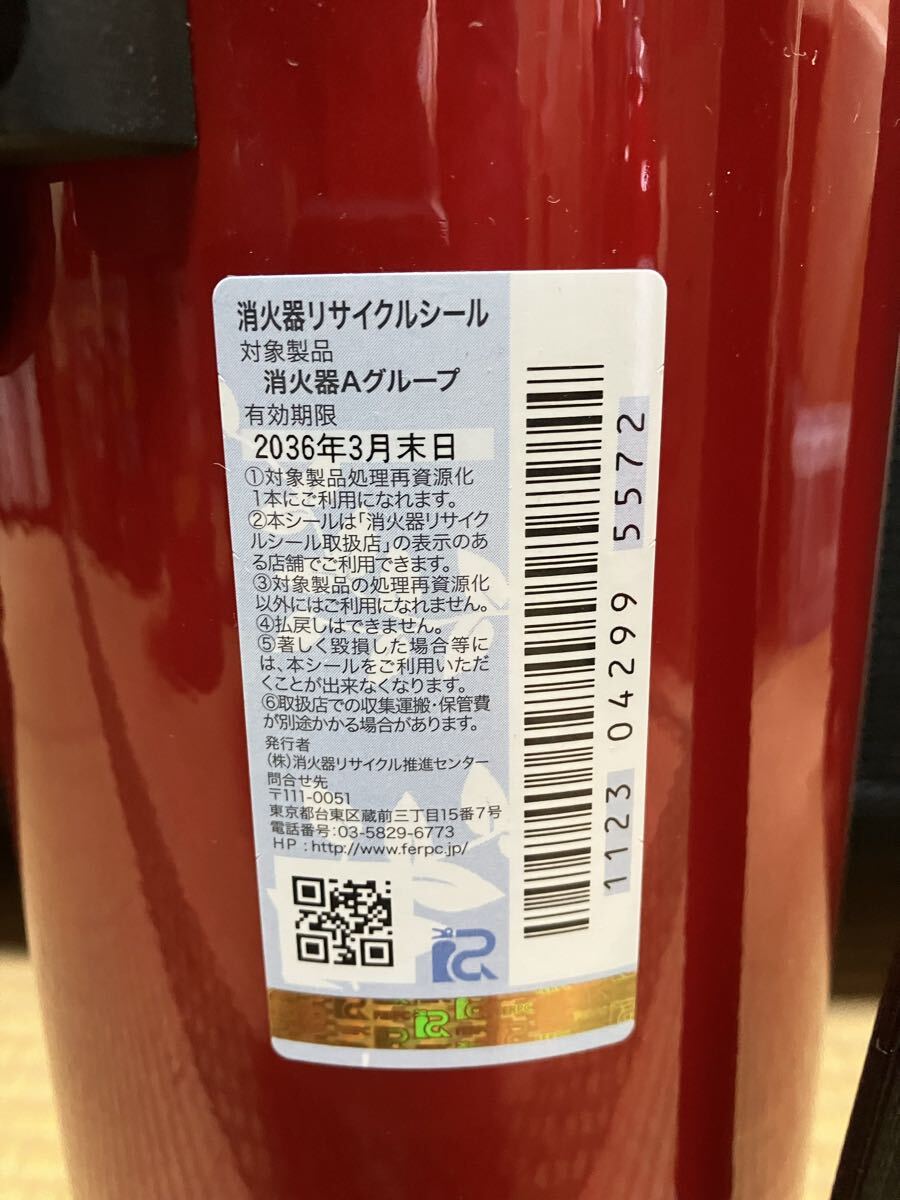 消火器リサイクルシール
対象製品
消火器Aグループ
有効期限
2036年3月末日
①対象製品処理再資源化
1本にご利用になれます。
②本シールは「消火器リサイク
ルシール取扱店」の表示のあ
る店舗でご利用できます。
③対象製品の処理再資源化
以外にはご利用になれません。
④払戻しはできません。
⑤著しく毀損した場合等に
は、本シールをご利用いただ
くことが出来なくなります。
⑥取扱店での収集運搬・保管費
が別途かかる場合があります。
発行者
(株)消火器リサイクル推進センター
問合せ先
〒111-0051
東京都台東区蔵前三丁目15番7号
電話番号:03-5829-6773
HP :http://www.ferpc.jp/
1123 04299 5572
FERPC
FERPC